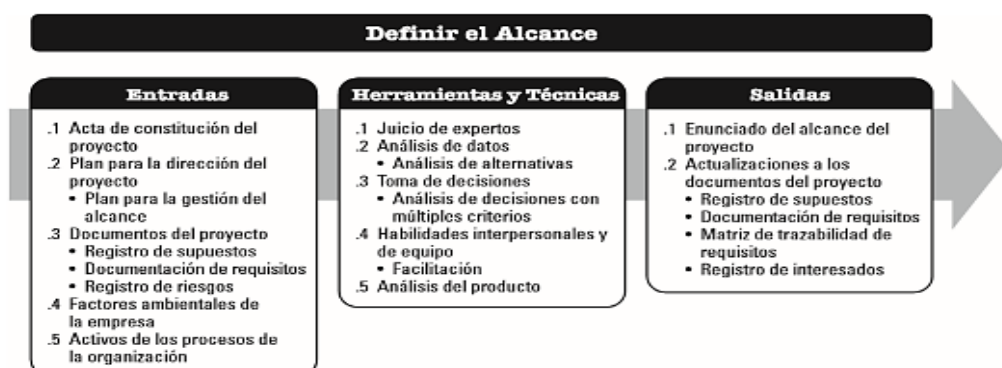 Definir el Alcance
Entradas
.1 Acta de constitución del
proyecto
.2 Plan para la dirección del
proyecto
• Plan para la gestión del
alcance
.3 Documentos del proyecto
• Registro de supuestos
• Documentación de requisitos
• Registro de riesgos
.4 Factores ambientales de
la empresa
.5 Activos de los procesos de
la organización
Herramientas y Técnicas
.1 Juicio de expertos
.2 Análisis de datos
• Análisis de alternativas
.3 Toma de decisiones
• Análisis de decisiones con
múltiples criterios
.4 Habilidades interpersonales y
de equipo
• Facilitación
.5 Análisis del producto
Salidas
.1 Enunciado del alcance del
proyecto
.2 Actualizaciones a los
documentos del proyecto
• Registro de supuestos
• Documentación de requisitos
• Matriz de trazabilidad de
requisitos
• Registro de interesados